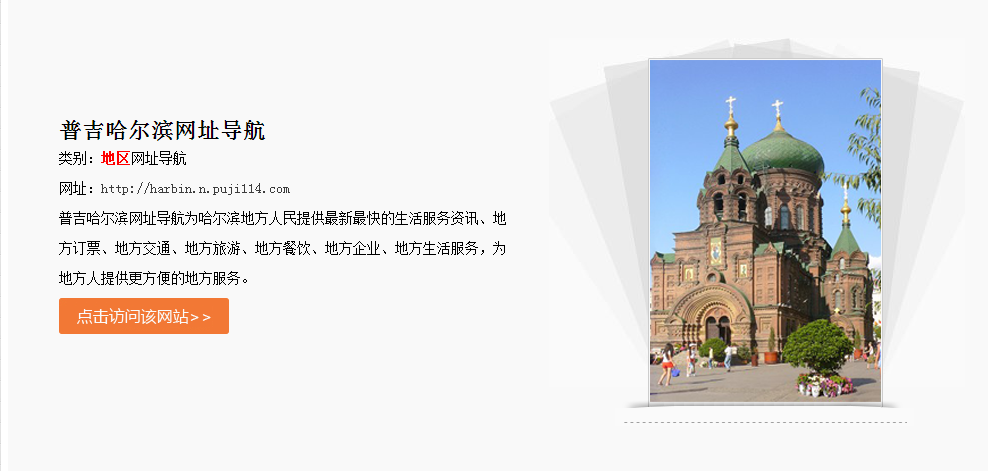 普吉哈尔滨网址导航
类别：地区网址导航
网址：http://harbin.n.puji114.com
普吉哈尔滨网址导航为哈尔滨地方人民提供最新最快的生活服务资讯、地
方订票、地方交通、地方旅游、地方餐饮、地方企业、地方生活服务，为
地方人提供更方便的地方服务。
点击访问该网站>>